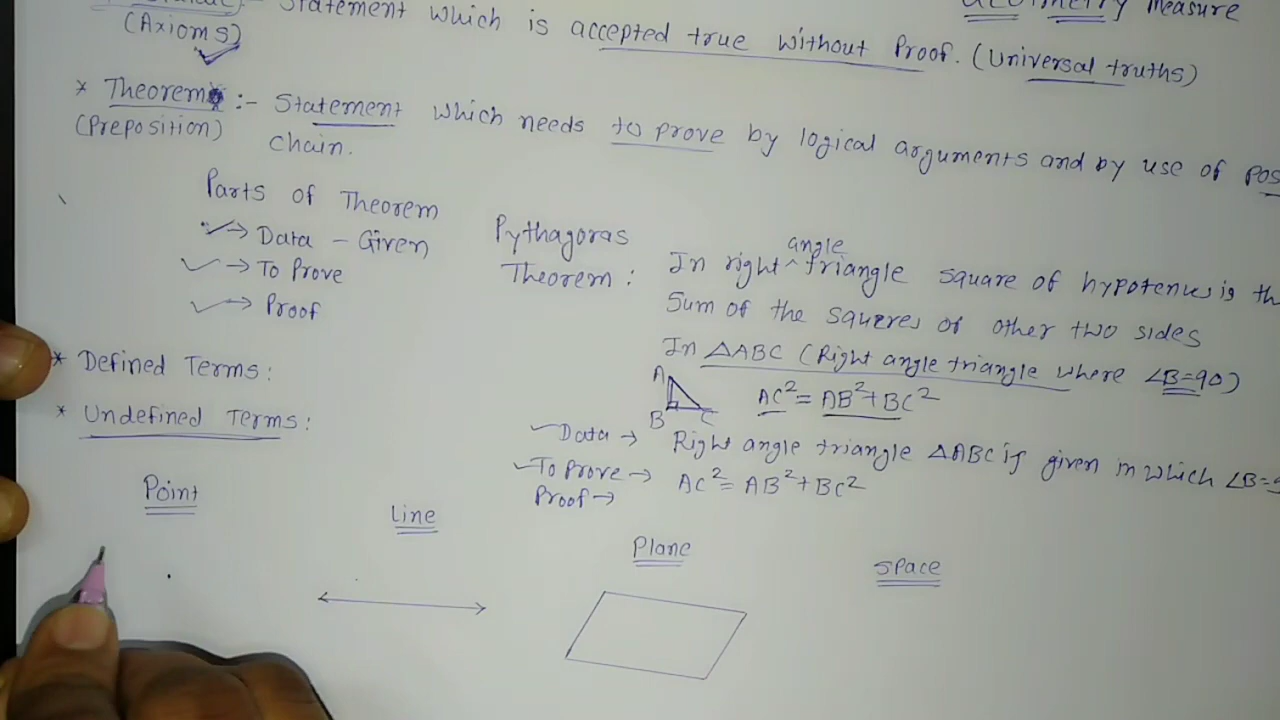 Statement which is accepted true without Proof. (Universal truths)
Geometry Measure
(Axioms)
* Theorem :- Statement which needs to prove by logical arguments and by use of Pos
(Preposition) chain.
Parts of Theorem
→ Data - Given
→ To Prove
→ Proof
Pythagoras
Theorem :
In right angle triangle square of hypotenus is th
Sum of the squares of other two sides
In △ABC (Right angle triangle where ∠B=90)
A
B
C
AC²= AB²+BC²
Data → Right angle triangle △ABC is given in which ∠B=9
To Prove → AC²= AB²+BC²
Proof →
* Defined Terms:
* Undefined Terms:
Point
Line
Plane
Space